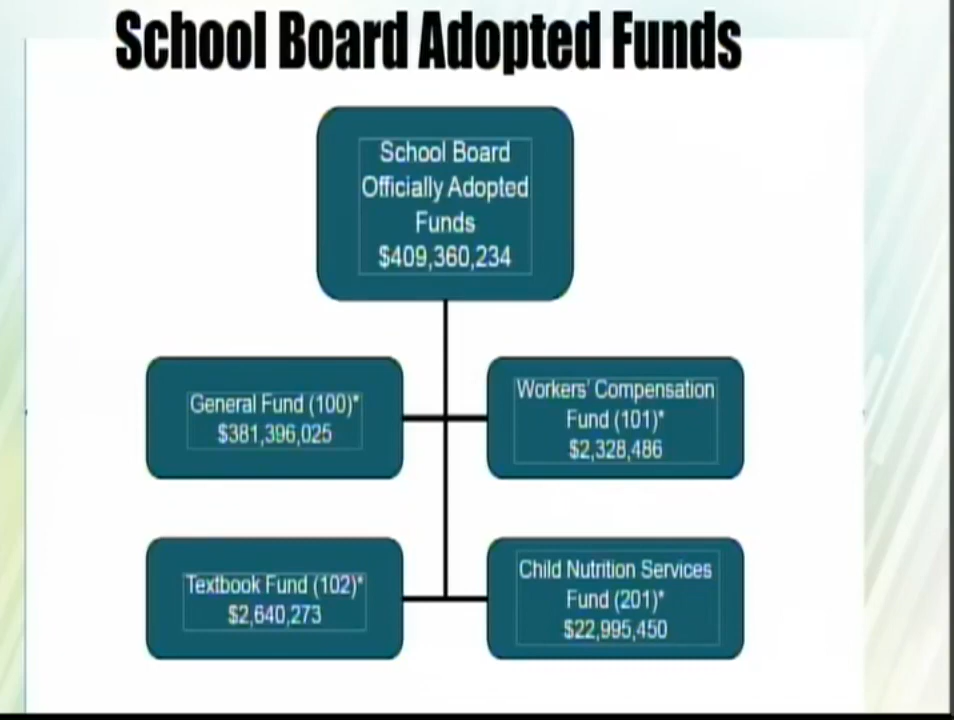 School Board Adopted Funds
School Board
Officially Adopted
Funds
$409,360,234
General Fund (100)*
$381,396,025
Workers' Compensation
Fund (101)*
$2,328,486
Textbook Fund (102)*
$2,640,273
Child Nutrition Services
Fund (201)*
$22,995,450